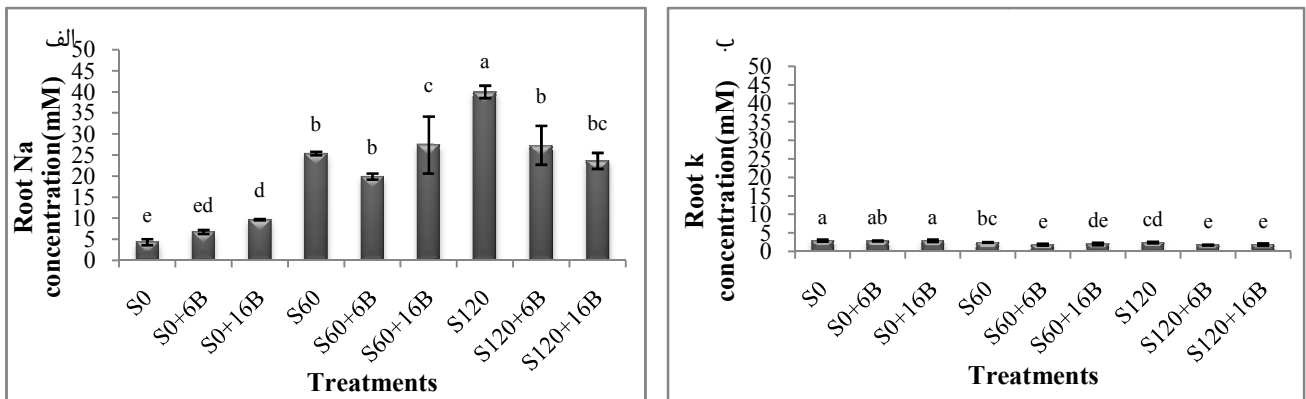 الف
50
45
40
35
30
25
20
15
10
5
0
Root Na
concentration(mM)
e
ed
d
b
b
c
a
b
bc
S0
S0+6B
S0+16B
S60
S60+6B
S60+16B
S120
S120+6B
S120+16B
Treatments
ب
50
45
40
35
30
25
20
15
10
5
0
Root k
concentration(mM)
a
ab
a
bc
e
de
cd
e
e
S0
S0+6B
S0+16B
S60
S60+6B
S60+16B
S120
S120+6B
S120+16B
Treatments